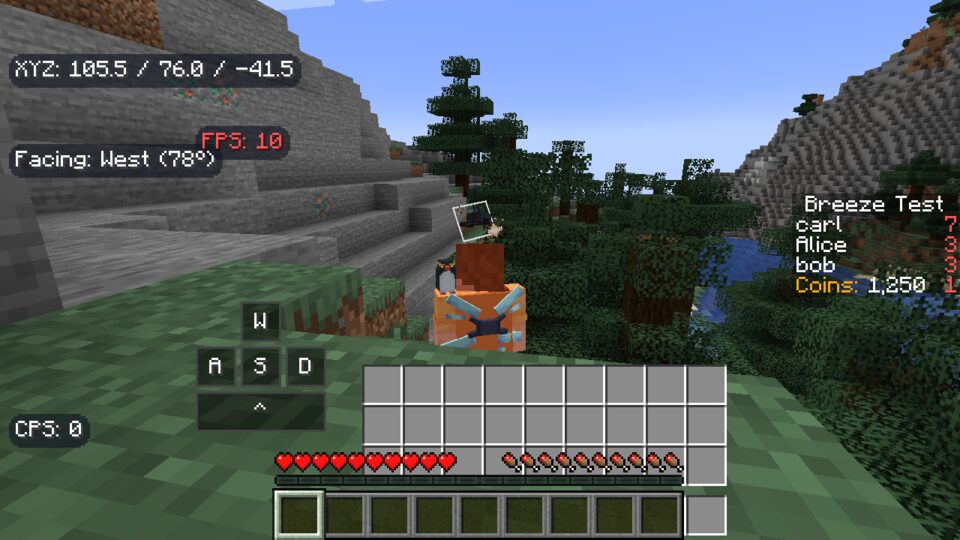 XYZ: 105.5 / 76.0 / -41.5
FPS: 10
Facing: West (78°)
Breeze Test
carl 7
Alice 3
bob 3
Coins: 1,250 1
W
A S D
^
CPS: 0